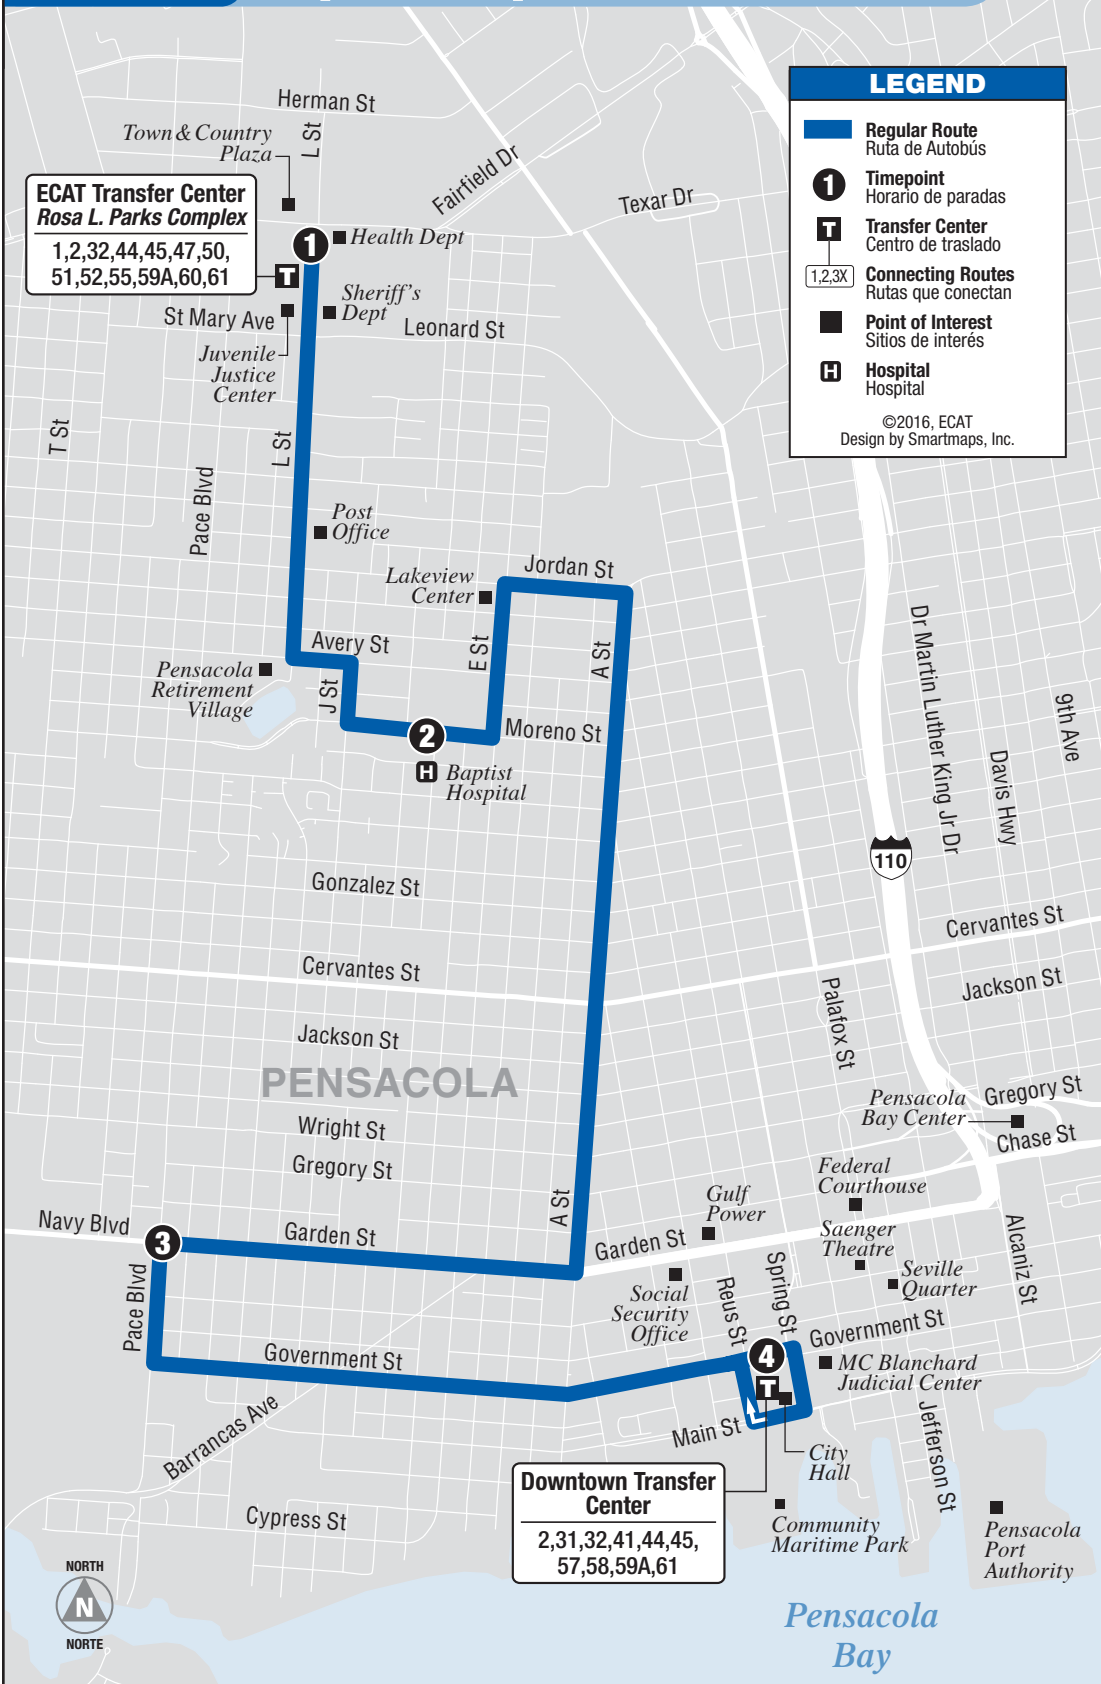 Herman St
Town & Country
Plaza
L St
Fairfield Dr
Texar Dr
ECAT Transfer Center
Rosa L. Parks Complex
1,2,32,44,45,47,50,
51,52,55,59A,60,61
1
Health Dept
T
Sheriff's
Dept
St Mary Ave
Leonard St
Juvenile
Justice
Center
LEGEND
Regular Route
Ruta de Autobús
1
Timepoint
Horario de paradas
T
Transfer Center
Centro de traslado
1,2,3X
Connecting Routes
Rutas que conectan
Point of Interest
Sitios de interés
H
Hospital
Hospital
©2016, ECAT
Design by Smartmaps, Inc.
T St
L St
Pace Blvd
Post
Office
Jordan St
Lakeview
Center
Avery St
E St
A St
Pensacola
Retirement
Village
J St
2
Moreno St
H
Baptist
Hospital
Dr Martin Luther King Jr Dr
9th Ave
Davis Hwy
110
Gonzalez St
Cervantes St
Cervantes St
Jackson St
Jackson St
Palafox St
PENSACOLA
Pensacola
Bay Center
Gregory St
Chase St
Wright St
Gregory St
Federal
Courthouse
Gulf
Power
A St
Navy Blvd
3
Garden St
Garden St
Saenger
Theatre
Alcaniz St
Seville
Quarter
Social
Security
Office
Reus St
Spring St
Pace Blvd
Government St
Government St
4
T
MC Blanchard
Judicial Center
Main St
Jefferson St
Barrancas Ave
City
Hall
Downtown Transfer
Center
2,31,32,41,44,45,
57,58,59A,61
Cypress St
Community
Maritime Park
Pensacola
Port
Authority
NORTH
N
NORTE
Pensacola
Bay